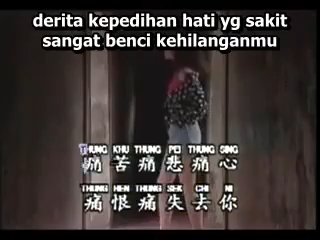 derita kepedihan hati yg sakit
sangat benci kehilanganmu
THUNG KHU THUNG PEI THUNG SING
痛苦痛悲痛心
THUNG HEN THUNG SEK CHI NI
痛恨痛失去你